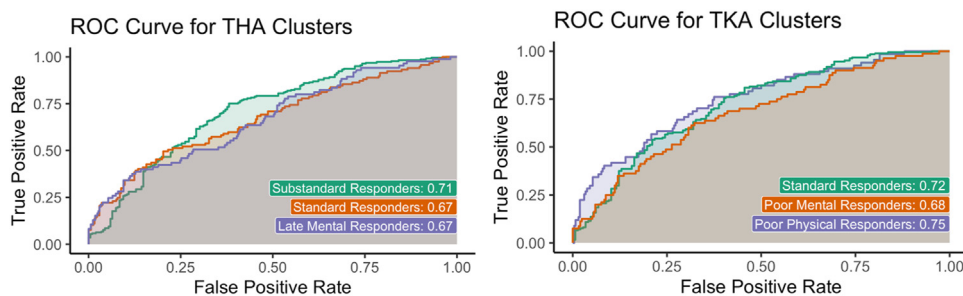 ROC Curve for THA Clusters
True Positive Rate
1.00
0.75
0.50
0.25
0.00
Substandard Responders: 0.71
Standard Responders: 0.67
Late Mental Responders: 0.67
0.00 0.25 0.50 0.75 1.00
False Positive Rate
ROC Curve for TKA Clusters
True Positive Rate
1.00
0.75
0.50
0.25
0.00
Standard Responders: 0.72
Poor Mental Responders: 0.68
Poor Physical Responders: 0.75
0.00 0.25 0.50 0.75 1.00
False Positive Rate